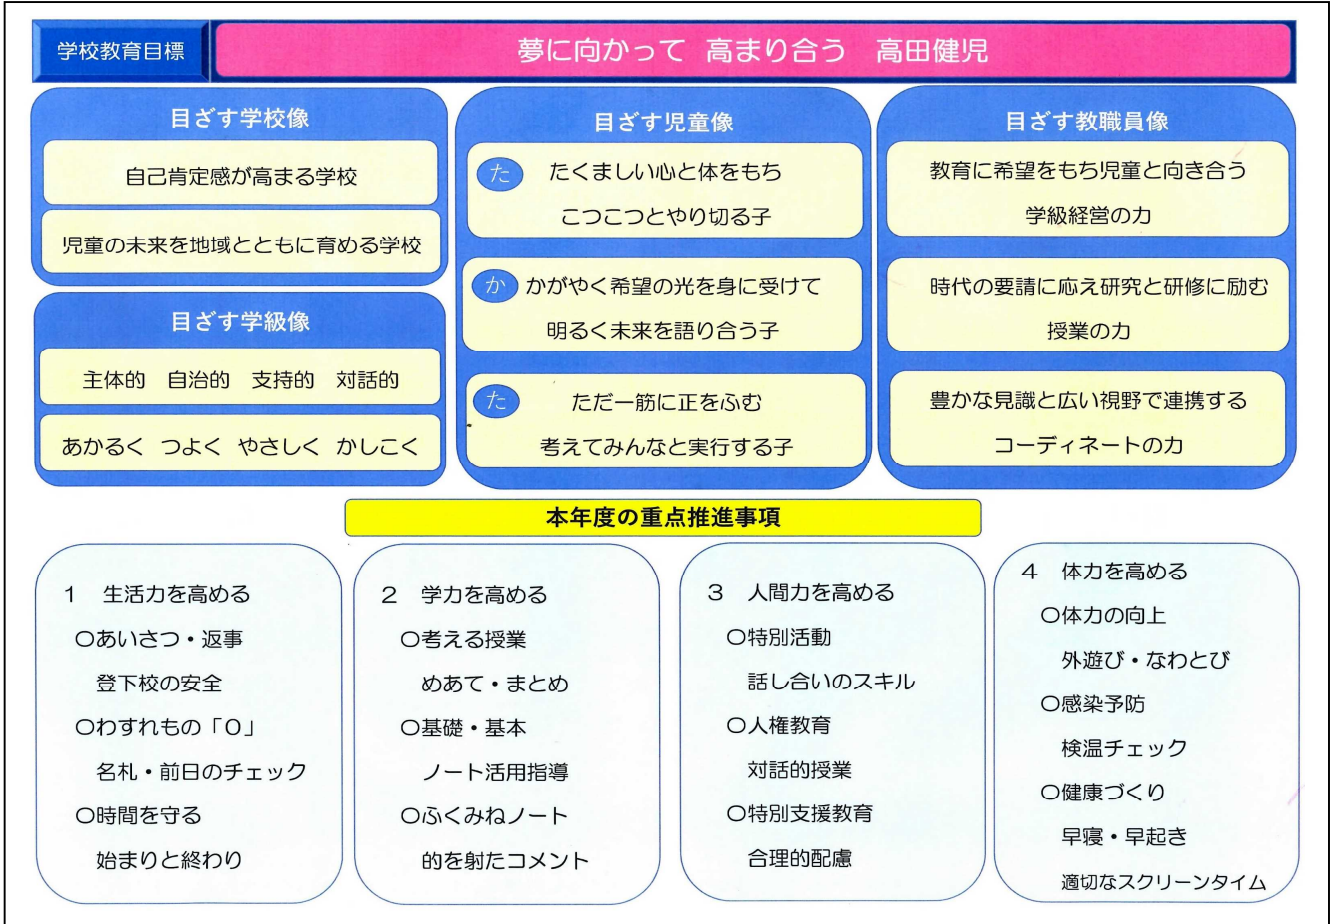 学校教育目標
夢に向かって 高まり合う 高田健児
目ざす学校像
自己肯定感が高まる学校
児童の未来を地域とともに育める学校
目ざす学級像
主体的 自治的 支持的 対話的
あかるく つよく やさしく かしこく
目ざす児童像
た たくましい心と体をもち
こつこつとやり切る子
か かがやく希望の光を身に受けて
明るく未来を語り合う子
た ただ一筋に正をふむ
考えてみんなと実行する子
目ざす教職員像
教育に希望をもち児童と向き合う
学級経営の力
時代の要請に応え研究と研修に励む
授業の力
豊かな見識と広い視野で連携する
コーディネートの力
本年度の重点推進事項
1 生活力を高める
〇あいさつ・返事
登下校の安全
〇わすれもの「0」
名札・前日のチェック
〇時間を守る
始まりと終わり
2 学力を高める
〇考える授業
めあて・まとめ
〇基礎・基本
ノート活用指導
〇ふくみねノート
的を射たコメント
3 人間力を高める
〇特別活動
話し合いのスキル
〇人権教育
対話的授業
〇特別支援教育
合理的配慮
4 体力を高める
〇体力の向上
外遊び・なわとび
〇感染予防
検温チェック
〇健康づくり
早寝・早起き
適切なスクリーンタイム